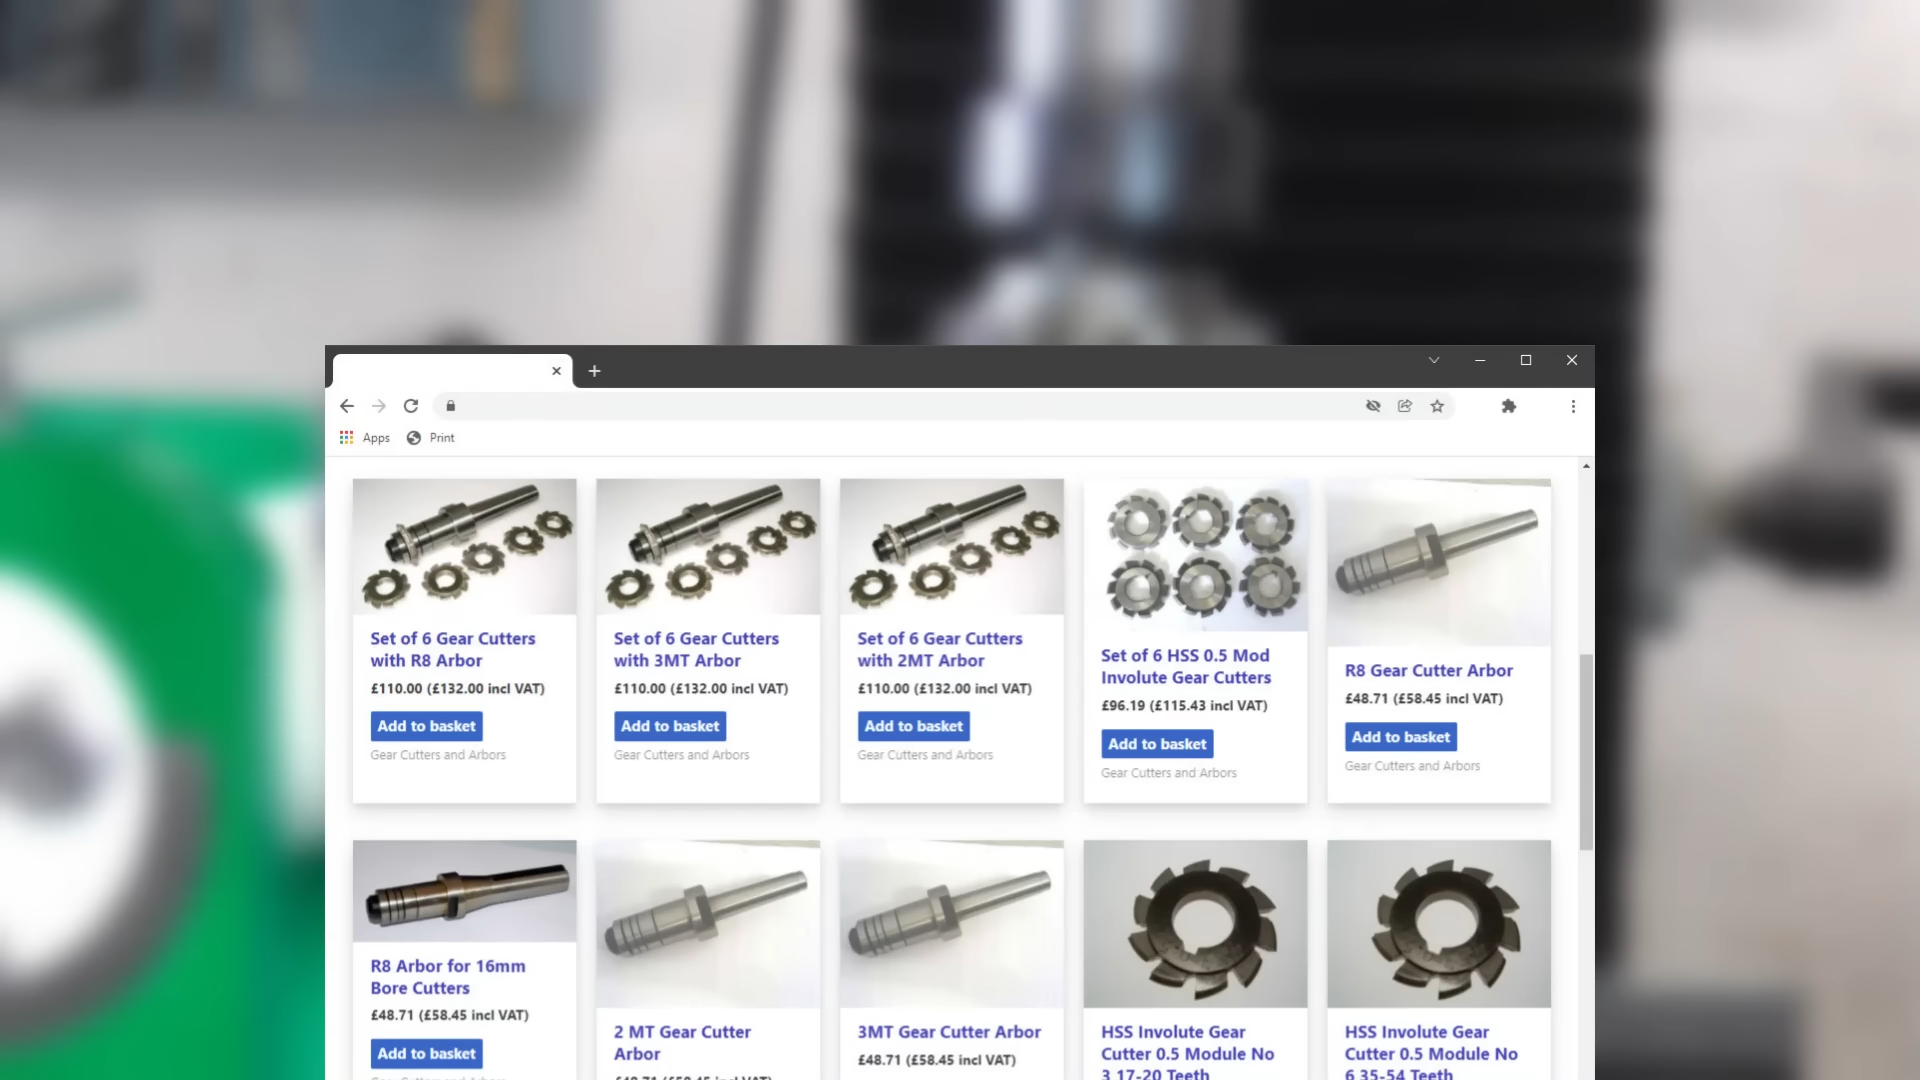 Apps Print
Set of 6 Gear Cutters
with R8 Arbor
£110.00 (£132.00 incl VAT)
Add to basket
Gear Cutters and Arbors
Set of 6 Gear Cutters
with 3MT Arbor
£110.00 (£132.00 incl VAT)
Add to basket
Gear Cutters and Arbors
Set of 6 Gear Cutters
with 2MT Arbor
£110.00 (£132.00 incl VAT)
Add to basket
Gear Cutters and Arbors
Set of 6 HSS 0.5 Mod
Involute Gear Cutters
£96.19 (£115.43 incl VAT)
Add to basket
Gear Cutters and Arbors
R8 Gear Cutter Arbor
£48.71 (£58.45 incl VAT)
Add to basket
Gear Cutters and Arbors
R8 Arbor for 16mm
Bore Cutters
£48.71 (£58.45 incl VAT)
Add to basket
2 MT Gear Cutter
Arbor
£48.71 (£58.45 incl VAT)
3MT Gear Cutter Arbor
£48.71 (£58.45 incl VAT)
HSS Involute Gear
Cutter 0.5 Module No
3 17-20 Teeth
HSS Involute Gear
Cutter 0.5 Module No
6 35-54 Teeth